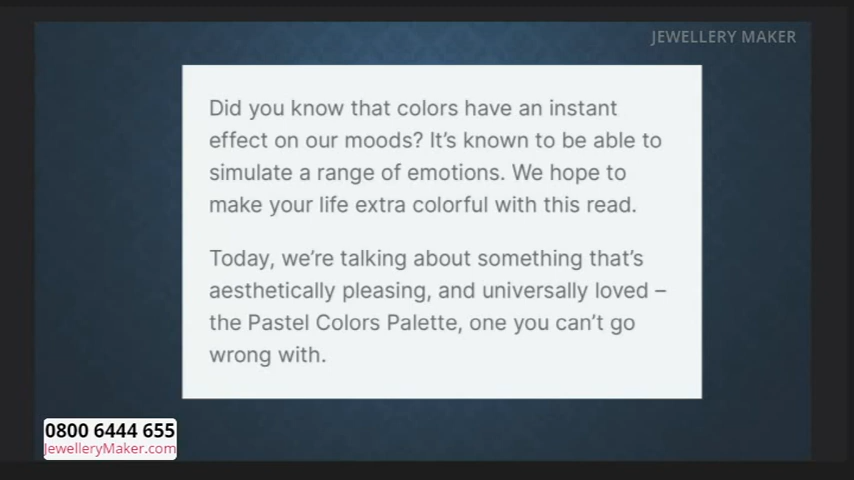 JEWELLERY MAKER
Did you know that colors have an instant
effect on our moods? It's known to be able to
simulate a range of emotions. We hope to
make your life extra colorful with this read.
Today, we're talking about something that's
aesthetically pleasing, and universally loved –
the Pastel Colors Palette, one you can't go
wrong with.
0800 6444 655
JewelleryMaker.com